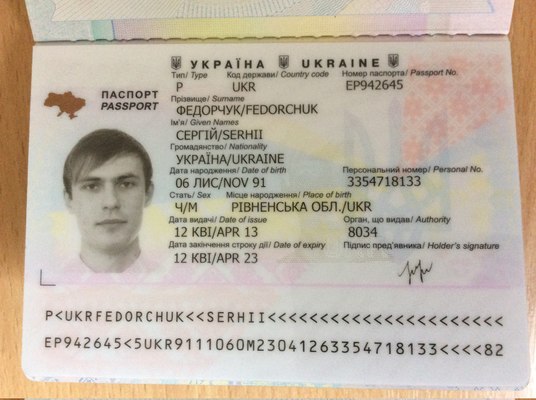 УКРАЇНА UKRAINE
Тип/ Type Код держави/ Country code Номер паспорта/ Passport No.
P UKR EP942645
ПАСПОРТ
PASSPORT
Прізвище/ Surname
ФЕДОРЧУК/FEDORCHUK
Ім'я/ Given Names
СЕРГІЙ/SERHII
Громадянство/ Nationality
УКРАЇНА/UKRAINE
Дата народження/ Date of birth Персональний номер/ Personal No.
06 ЛИС/NOV 91 3354718133
Стать/ Sex Місце народження/ Place of birth
Ч/M РІВНЕНСЬКА ОБЛ./UKR
Дата видачі/ Date of issue Орган, що видав/ Authority
12 КВІ/APR 13 8034
Дата закінчення строку дії/ Date of expiry Підпис пред'явника/ Holder's signature
12 КВІ/APR 23
P<UKRFEDORCHUK<<SERHII<<<<<<<<<<<<<<<<<<<<<<
EP942645<5UKR9111060M23041263354718133<<<<82